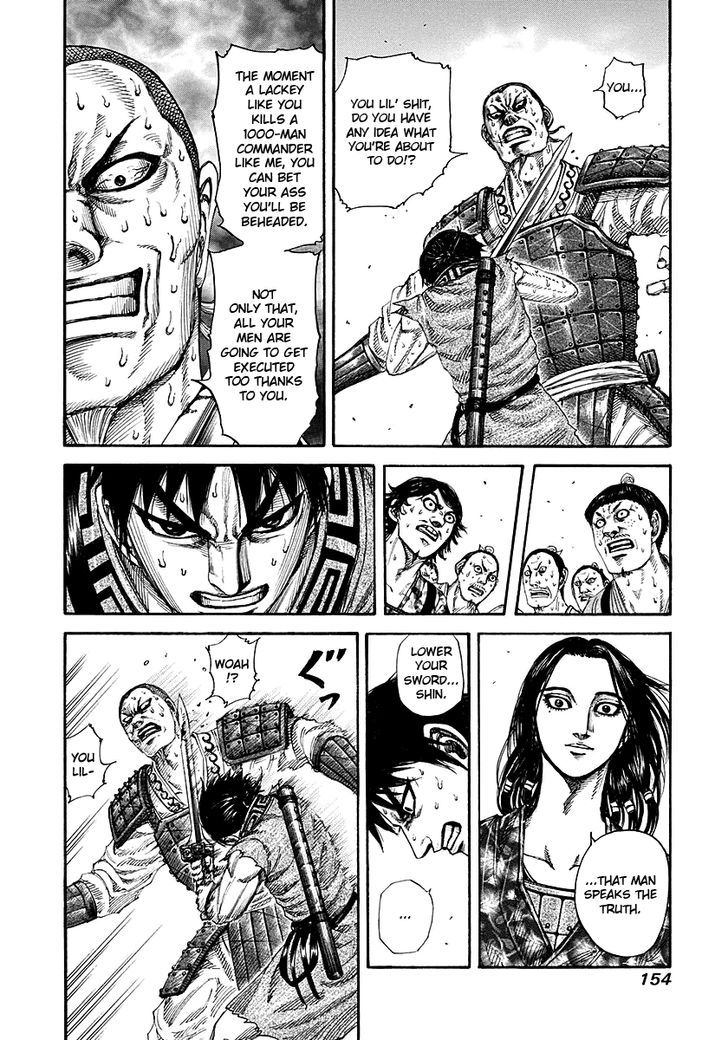 YOU...
YOU LIL' SHIT,
DO YOU HAVE
ANY IDEA WHAT
YOU'RE ABOUT
TO DO!?
THE MOMENT
A LACKEY
LIKE YOU
KILLS A
1000-MAN
COMMANDER
LIKE ME, YOU
CAN BET
YOUR ASS
YOU'LL BE
BEHEADED.
NOT
ONLY THAT,
ALL YOUR
MEN ARE
GOING TO GET
EXECUTED
TOO THANKS
TO YOU.
...THAT MAN
SPEAKS THE
TRUTH.
LOWER
YOUR
SWORD...
SHIN.
...
ぐっ
WOAH
!?
YOU
LIL-
154